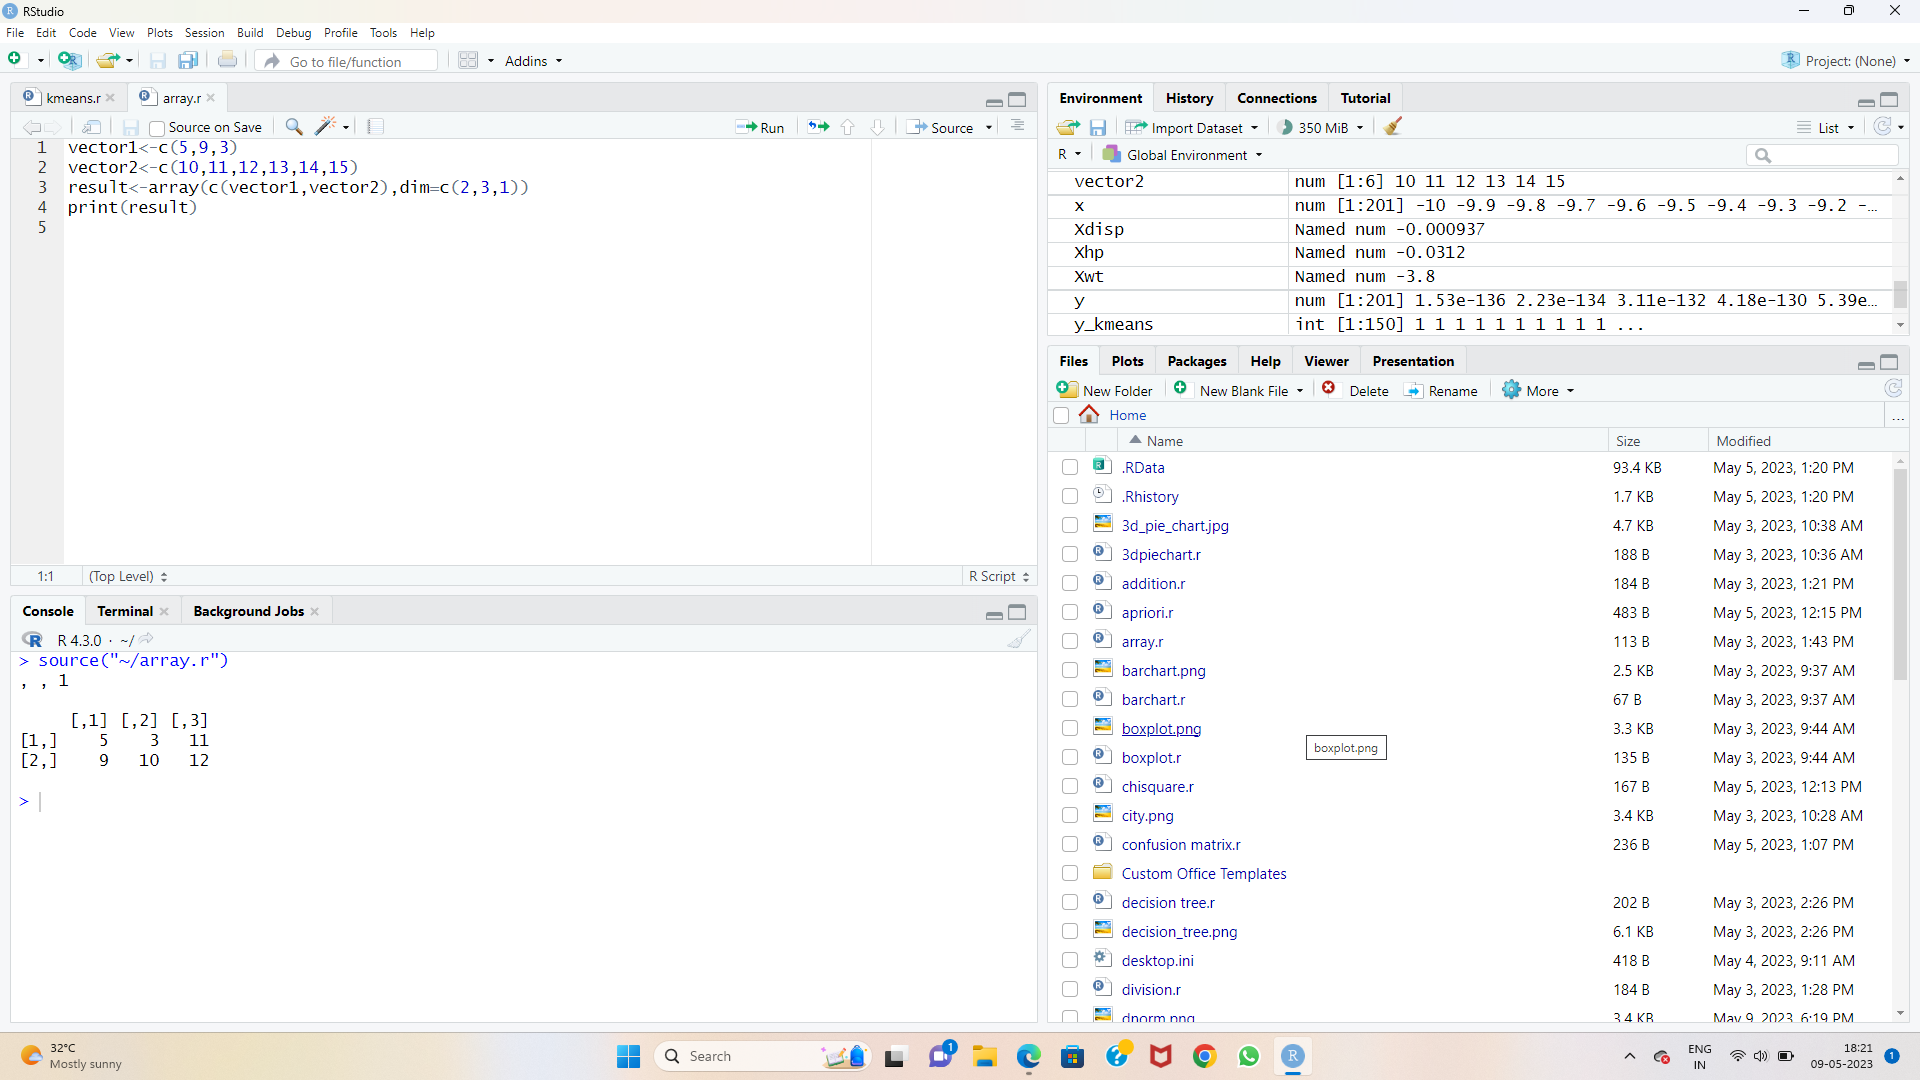 RStudio
File Edit Code View Plots Session Build Debug Profile Tools Help
Go to file/function Addins Project: (None)
kmeans.r array.r
Source on Save Run Source
1 vector1<-c(5,9,3)
2 vector2<-c(10,11,12,13,14,15)
3 result<-array(c(vector1,vector2),dim=c(2,3,1))
4 print(result)
5
1:1 (Top Level) R Script
Console Terminal Background Jobs
R 4.3.0 · ~/
> source("~/array.r")
, , 1
[,1] [,2] [,3]
[1,] 5 3 11
[2,] 9 10 12
>
Environment History Connections Tutorial
Import Dataset 350 MiB List
R Global Environment
vector2 num [1:6] 10 11 12 13 14 15
x num [1:201] -10 -9.9 -9.8 -9.7 -9.6 -9.5 -9.4 -9.3 -9.2 -...
Xdisp Named num -0.000937
Xhp Named num -0.0312
Xwt Named num -3.8
y num [1:201] 1.53e-136 2.23e-134 3.11e-132 4.18e-130 5.39e...
y_kmeans int [1:150] 1 1 1 1 1 1 1 1 1 1 ...
Files Plots Packages Help Viewer Presentation
New Folder New Blank File Delete Rename More
Home ...
Name Size Modified
.RData 93.4 KB May 5, 2023, 1:20 PM
.Rhistory 1.7 KB May 5, 2023, 1:20 PM
3d_pie_chart.jpg 4.7 KB May 3, 2023, 10:38 AM
3dpiechart.r 188 B May 3, 2023, 10:36 AM
addition.r 184 B May 3, 2023, 1:21 PM
apriori.r 483 B May 5, 2023, 12:15 PM
array.r 113 B May 3, 2023, 1:43 PM
barchart.png 2.5 KB May 3, 2023, 9:37 AM
barchart.r 67 B May 3, 2023, 9:37 AM
boxplot.png 3.3 KB May 3, 2023, 9:44 AM
boxplot.png
boxplot.r 135 B May 3, 2023, 9:44 AM
chisquare.r 167 B May 5, 2023, 12:13 PM
city.png 3.4 KB May 3, 2023, 10:28 AM
confusion matrix.r 236 B May 5, 2023, 1:07 PM
Custom Office Templates
decision tree.r 202 B May 3, 2023, 2:26 PM
decision_tree.png 6.1 KB May 3, 2023, 2:26 PM
desktop.ini 418 B May 4, 2023, 9:11 AM
division.r 184 B May 3, 2023, 1:28 PM
dnorm.png 3.4 KB May 9, 2023, 6:19 PM
32°C
Mostly sunny
Search
1
ENG
IN
18:21
09-05-2023
1